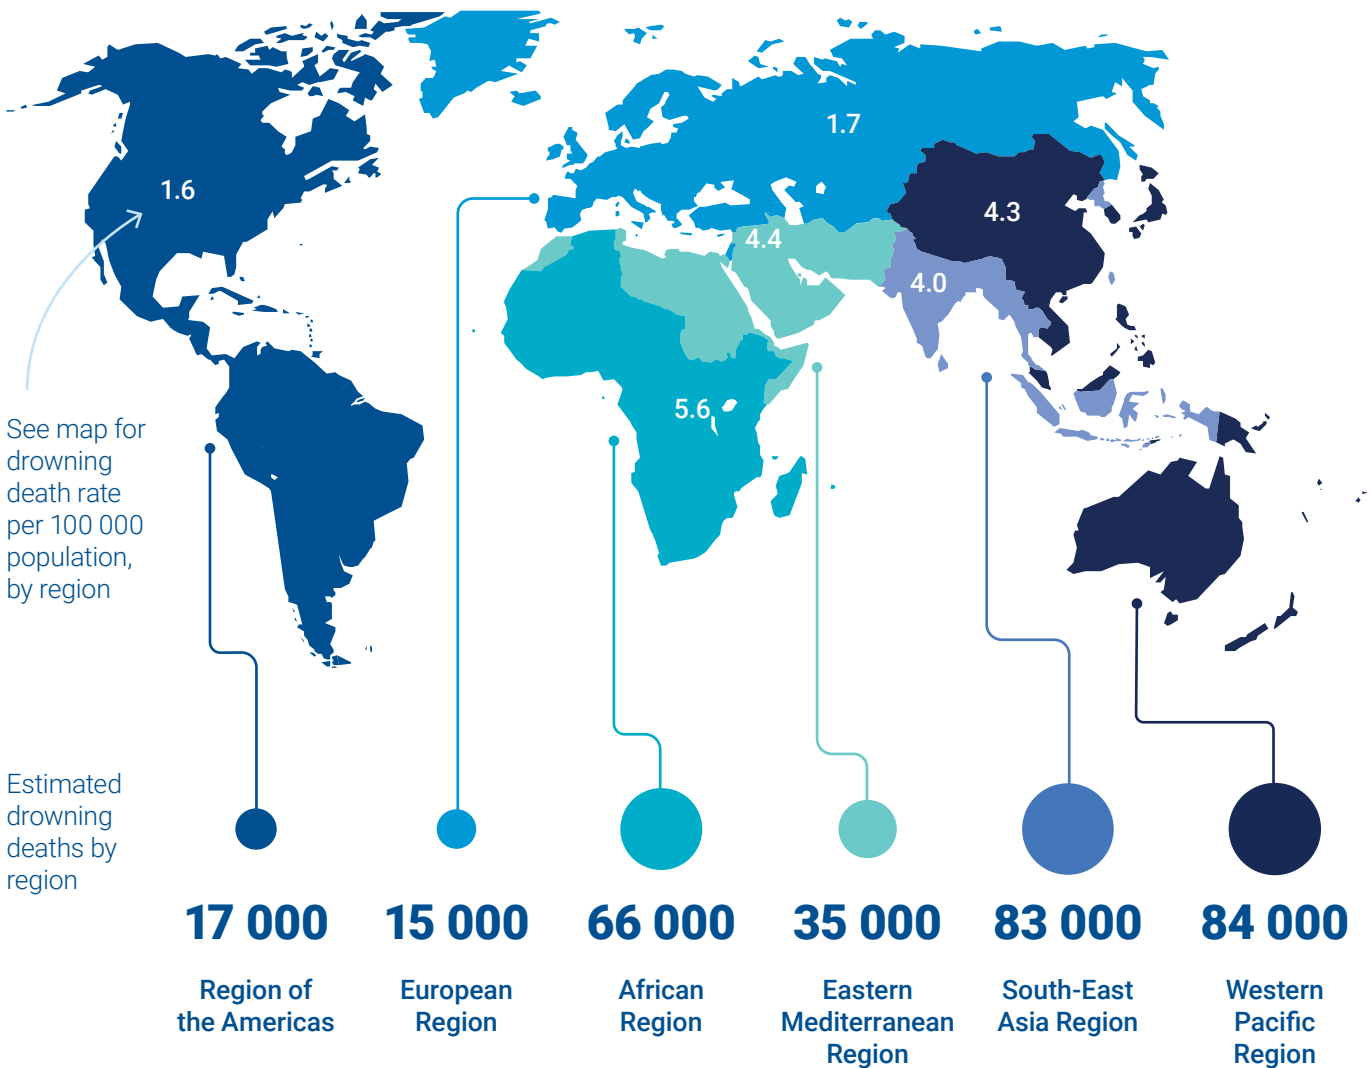 1.7
1.6
4.3
4.4
4.0
5.6
See map for
drowning
death rate
per 100 000
population,
by region
Estimated
drowning
deaths by
region
17 000
15 000
66 000
35 000
83 000
84 000
Region of
the Americas
European
Region
African
Region
Eastern
Mediterranean
Region
South-East
Asia Region
Western
Pacific
Region